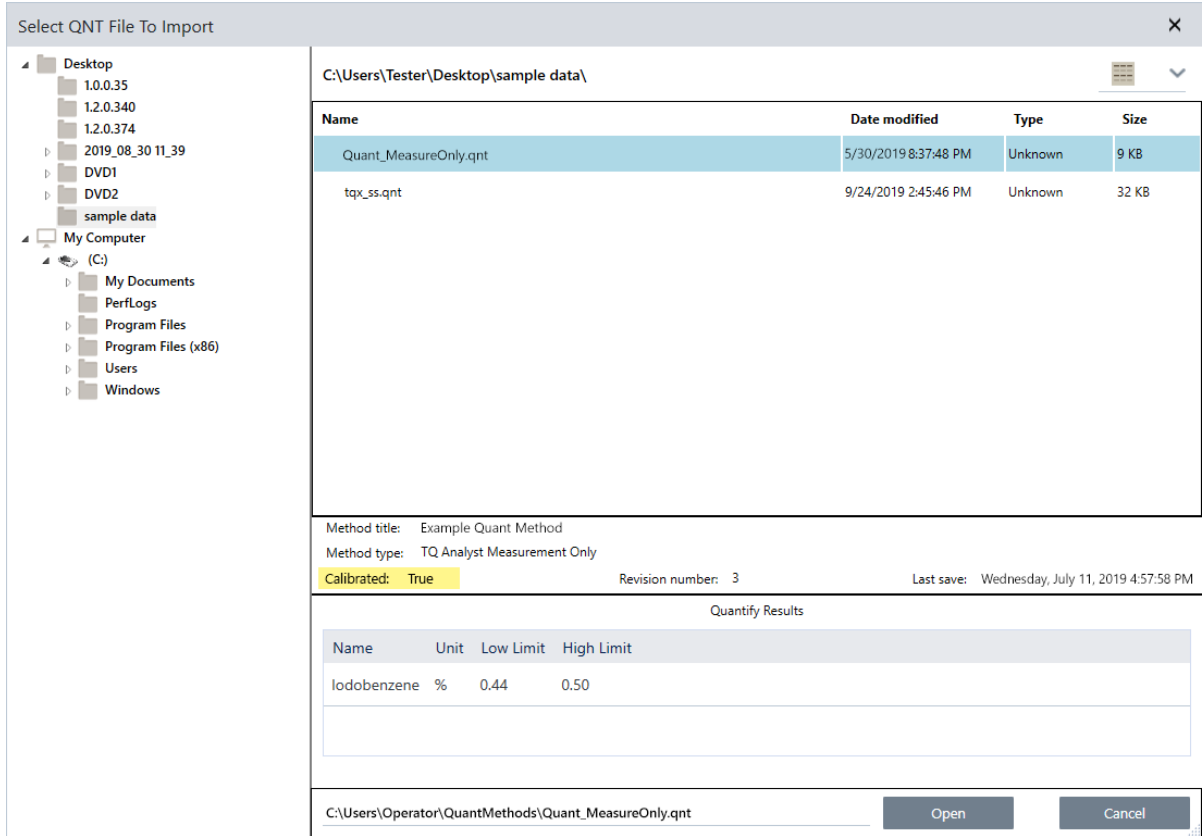 Select QNT File To Import
Desktop
1.0.0.35
1.2.0.340
1.2.0.374
2019_08_30 11_39
DVD1
DVD2
sample data
My Computer
(C:)
My Documents
PerfLogs
Program Files
Program Files (x86)
Users
Windows
C:\Users\Tester\Desktop\sample data\
Name Date modified Type Size
Quant_MeasureOnly.qnt 5/30/2019 8:37:48 PM Unknown 9 KB
tqx_ss.qnt 9/24/2019 2:45:46 PM Unknown 32 KB
Method title: Example Quant Method
Method type: TQ Analyst Measurement Only
Calibrated: True Revision number: 3 Last save: Wednesday, July 11, 2019 4:57:58 PM
Quantify Results
Name Unit Low Limit High Limit
Iodobenzene % 0.44 0.50
C:\Users\Operator\QuantMethods\Quant_MeasureOnly.qnt Open Cancel